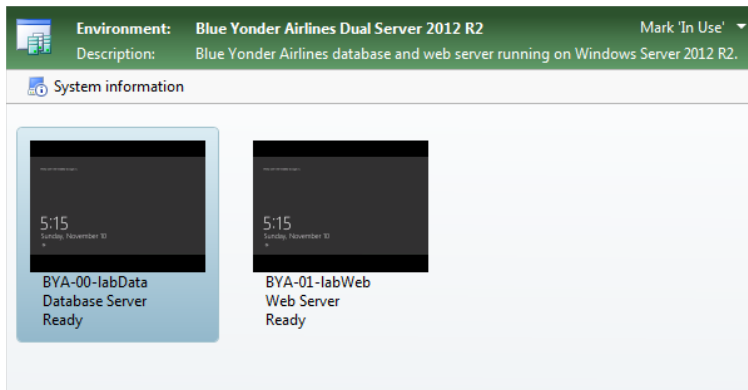 Environment: Blue Yonder Airlines Dual Server 2012 R2 Mark 'In Use'
Description: Blue Yonder Airlines database and web server running on Windows Server 2012 R2.
System information
5:15
Sunday, November 10
5:15
Sunday, November 10
BYA-00-labData
Database Server
Ready
BYA-01-labWeb
Web Server
Ready